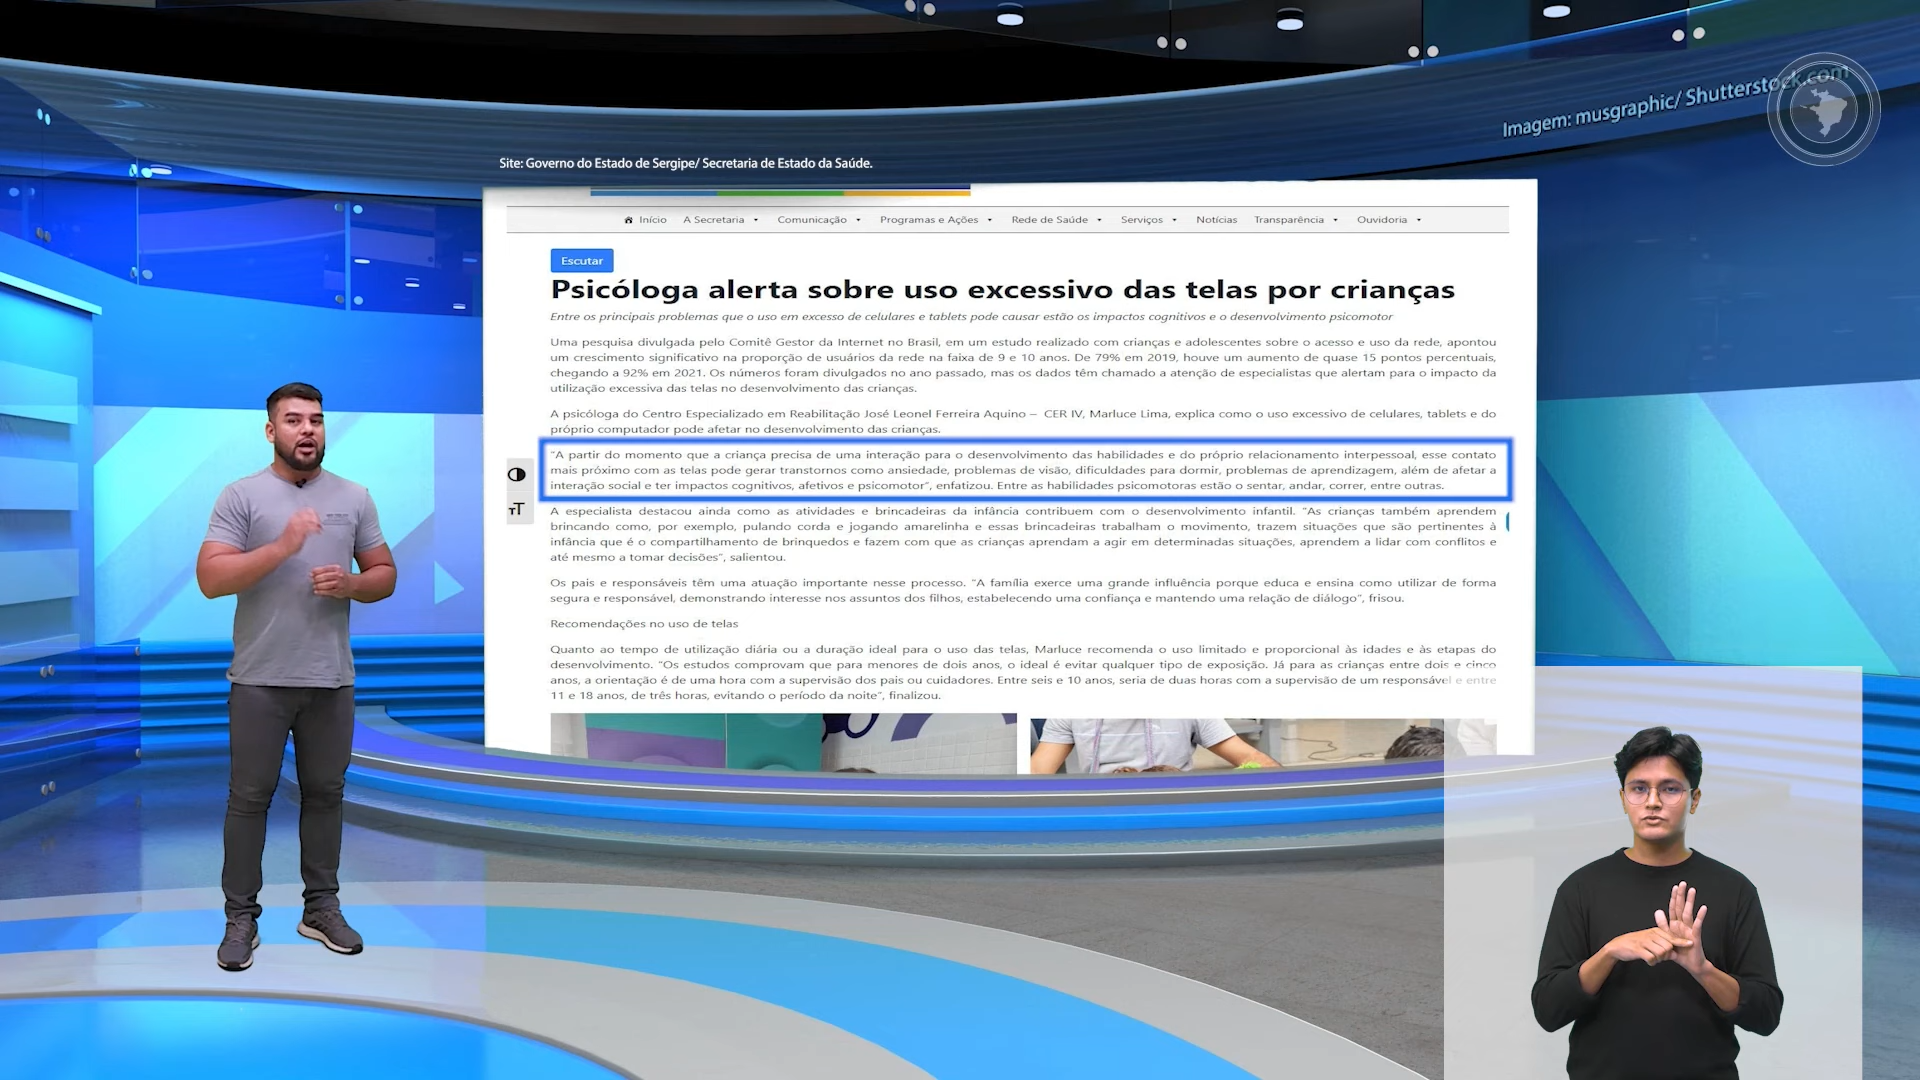 Imagem: musgraphic/ Shutterstock.com
Site: Governo do Estado de Sergipe/ Secretaria de Estado da Saúde.
Início A Secretaria Comunicação Programas e Ações Rede de Saúde Serviços Notícias Transparência Ouvidoria
Escutar
Psicóloga alerta sobre uso excessivo das telas por crianças
Entre os principais problemas que o uso em excesso de celulares e tablets pode causar estão os impactos cognitivos e o desenvolvimento psicomotor
Uma pesquisa divulgada pelo Comitê Gestor da Internet no Brasil, em um estudo realizado com crianças e adolescentes sobre o acesso e uso da rede, apontou
um crescimento significativo na proporção de usuários da rede na faixa de 9 e 10 anos. De 79% em 2019, houve um aumento de quase 15 pontos percentuais,
chegando a 92% em 2021. Os números foram divulgados no ano passado, mas os dados têm chamado a atenção de especialistas que alertam para o impacto da
utilização excessiva das telas no desenvolvimento das crianças.
A psicóloga do Centro Especializado em Reabilitação José Leonel Ferreira Aquino – CER IV, Marluce Lima, explica como o uso excessivo de celulares, tablets e do
próprio computador pode afetar no desenvolvimento das crianças.
“A partir do momento que a criança precisa de uma interação para o desenvolvimento das habilidades e do próprio relacionamento interpessoal, esse contato
mais próximo com as telas pode gerar transtornos como ansiedade, problemas de visão, dificuldades para dormir, problemas de aprendizagem, além de afetar a
interação social e ter impactos cognitivos, afetivos e psicomotor”, enfatizou. Entre as habilidades psicomotoras estão o sentar, andar, correr, entre outras.
TT
A especialista destacou ainda como as atividades e brincadeiras da infância contribuem com o desenvolvimento infantil. “As crianças também aprendem
brincando como, por exemplo, pulando corda e jogando amarelinha e essas brincadeiras trabalham o movimento, trazem situações que são pertinentes à
infância que é o compartilhamento de brinquedos e fazem com que as crianças aprendam a agir em determinadas situações, aprendem a lidar com conflitos e
até mesmo a tomar decisões”, salientou.
Os pais e responsáveis têm uma atuação importante nesse processo. “A família exerce uma grande influência porque educa e ensina como utilizar de forma
segura e responsável, demonstrando interesse nos assuntos dos filhos, estabelecendo uma confiança e mantendo uma relação de diálogo”, frisou.
Recomendações no uso de telas
Quanto ao tempo de utilização diária ou a duração ideal para o uso das telas, Marluce recomenda o uso limitado e proporcional às idades e às etapas do
desenvolvimento. “Os estudos comprovam que para menores de dois anos, o ideal é evitar qualquer tipo de exposição. Já para as crianças entre dois e cinco
anos, a orientação é de uma hora com a supervisão dos pais ou cuidadores. Entre seis e 10 anos, seria de duas horas com a supervisão de um responsável e entre
11 e 18 anos, de três horas, evitando o período da noite”, finalizou.